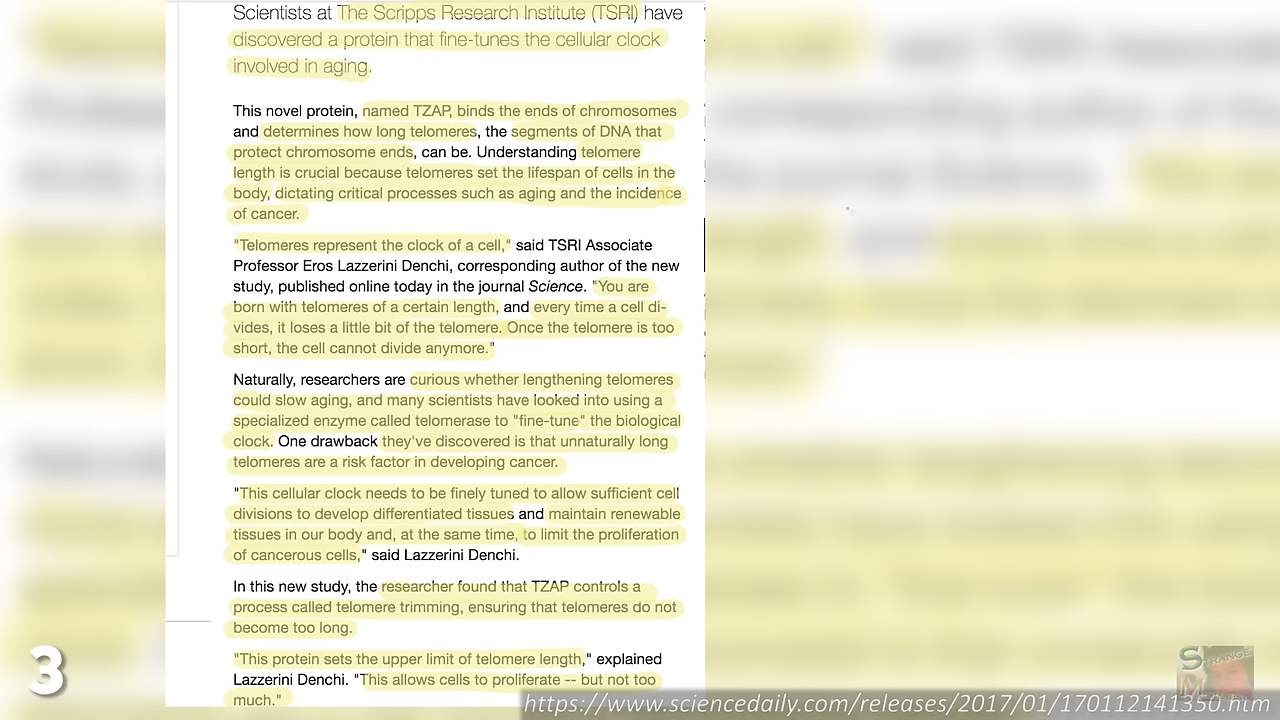 Scientists at The Scripps Research Institute (TSRI) have
discovered a protein that fine-tunes the cellular clock
involved in aging.
This novel protein, named TZAP, binds the ends of chromosomes
and determines how long telomeres, the segments of DNA that
protect chromosome ends, can be. Understanding telomere
length is crucial because telomeres set the lifespan of cells in the
body, dictating critical processes such as aging and the incidence
of cancer.
"Telomeres represent the clock of a cell," said TSRI Associate
Professor Eros Lazzerini Denchi, corresponding author of the new
study, published online today in the journal Science. "You are
born with telomeres of a certain length, and every time a cell di-
vides, it loses a little bit of the telomere. Once the telomere is too
short, the cell cannot divide anymore."
Naturally, researchers are curious whether lengthening telomeres
could slow aging, and many scientists have looked into using a
specialized enzyme called telomerase to "fine-tune" the biological
clock. One drawback they've discovered is that unnaturally long
telomeres are a risk factor in developing cancer.
"This cellular clock needs to be finely tuned to allow sufficient cell
divisions to develop differentiated tissues and maintain renewable
tissues in our body and, at the same time, to limit the proliferation
of cancerous cells," said Lazzerini Denchi.
In this new study, the researcher found that TZAP controls a
process called telomere trimming, ensuring that telomeres do not
become too long.
"This protein sets the upper limit of telomere length," explained
Lazzerini Denchi. "This allows cells to proliferate -- but not too
much."
3
STRANGE
https://www.sciencedaily.com/releases/2017/01/170112141350.htm